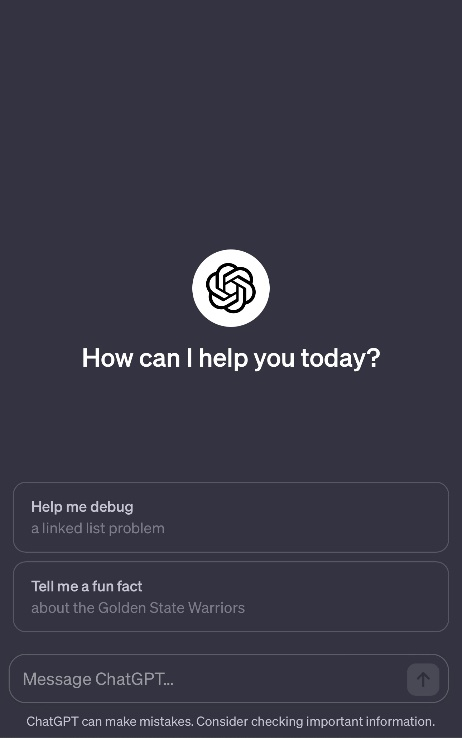 How can I help you today?
Help me debug
a linked list problem
Tell me a fun fact
about the Golden State Warriors
Message ChatGPT...
ChatGPT can make mistakes. Consider checking important information.